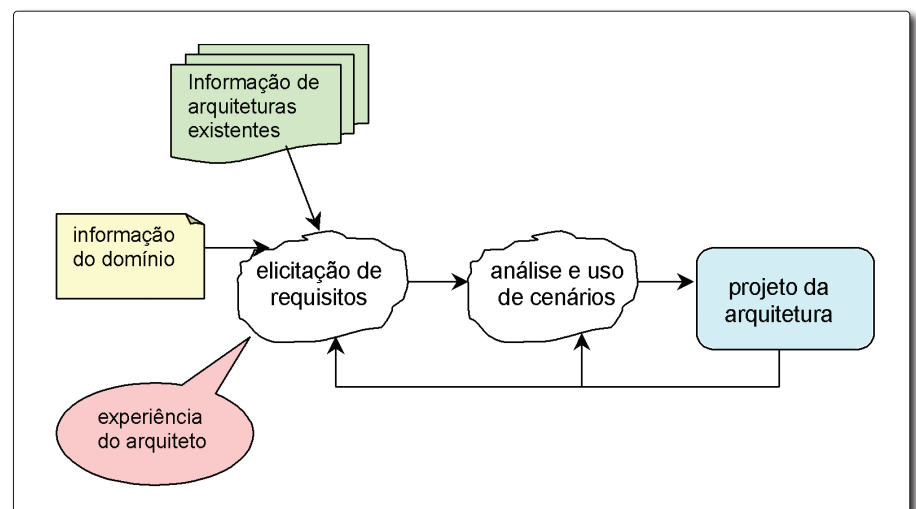 Informação de
arquiteturas
existentes
informação
do domínio
elicitação de
requisitos
análise e uso
de cenários
projeto da
arquitetura
experiência
do arquiteto